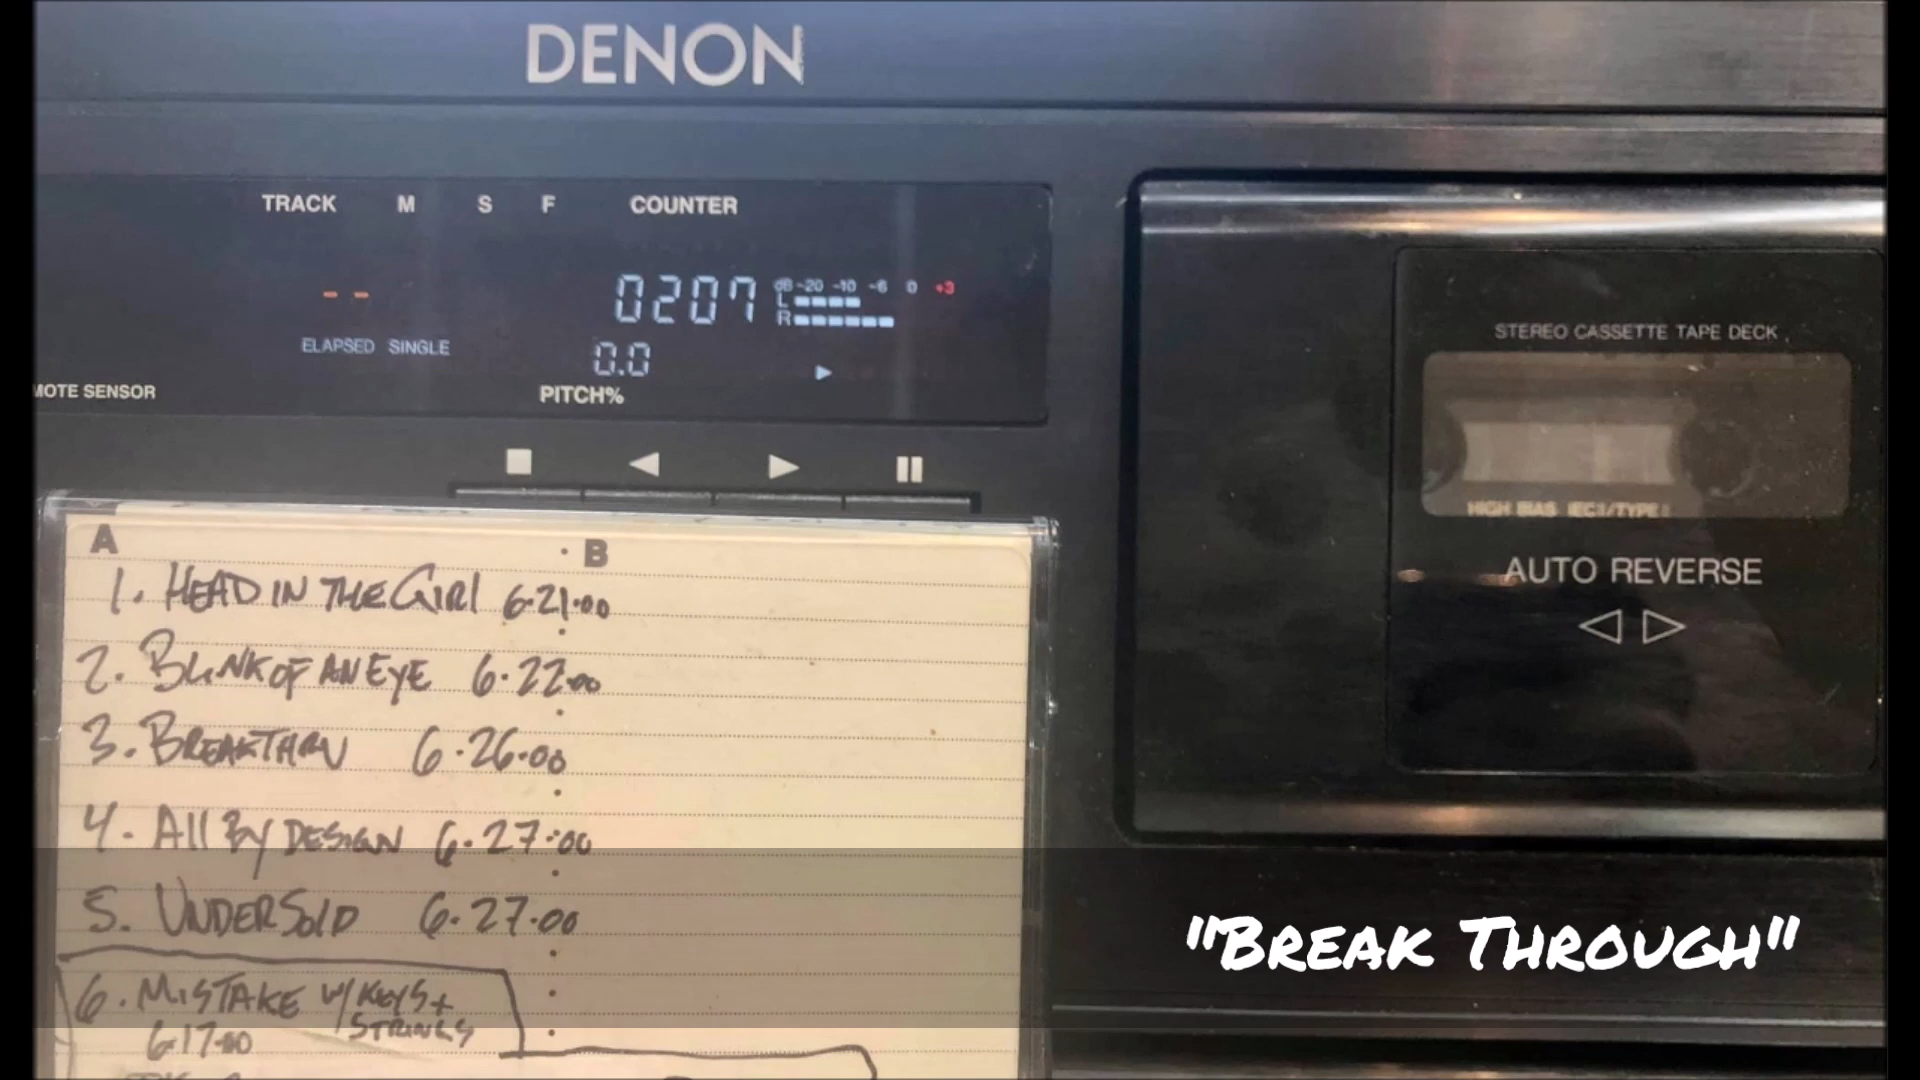 DENON
TRACK M S F COUNTER
0207
dB -20 -10 -6 0 +3
L
R
-- 
ELAPSED SINGLE
0.0
MOTE SENSOR
PITCH%
STEREO CASSETTE TAPE DECK
HIGH BIAS
AUTO REVERSE
A B
1. HEAD IN THE GIRL 6.21.00
2. BLINK OF AN EYE 6.22.00
3. BREAKTHRU 6.26.00
4. All By DESIGN 6.27.00
5. UNDERSOLD 6.27.00
6. MISTAKE W/ KEYS +
STRINGS
6.17.00
"BREAK THROUGH"